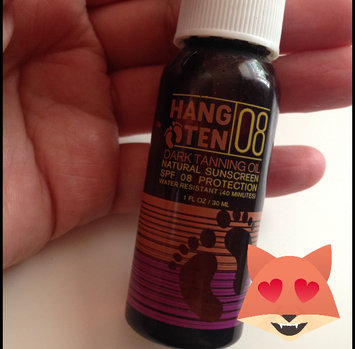 HANG TEN 08
DARK TANNING OIL
NATURAL SUNSCREEN
SPF 08 PROTECTION
WATER RESISTANT (40 MINUTES)
1 FL OZ / 30 ML